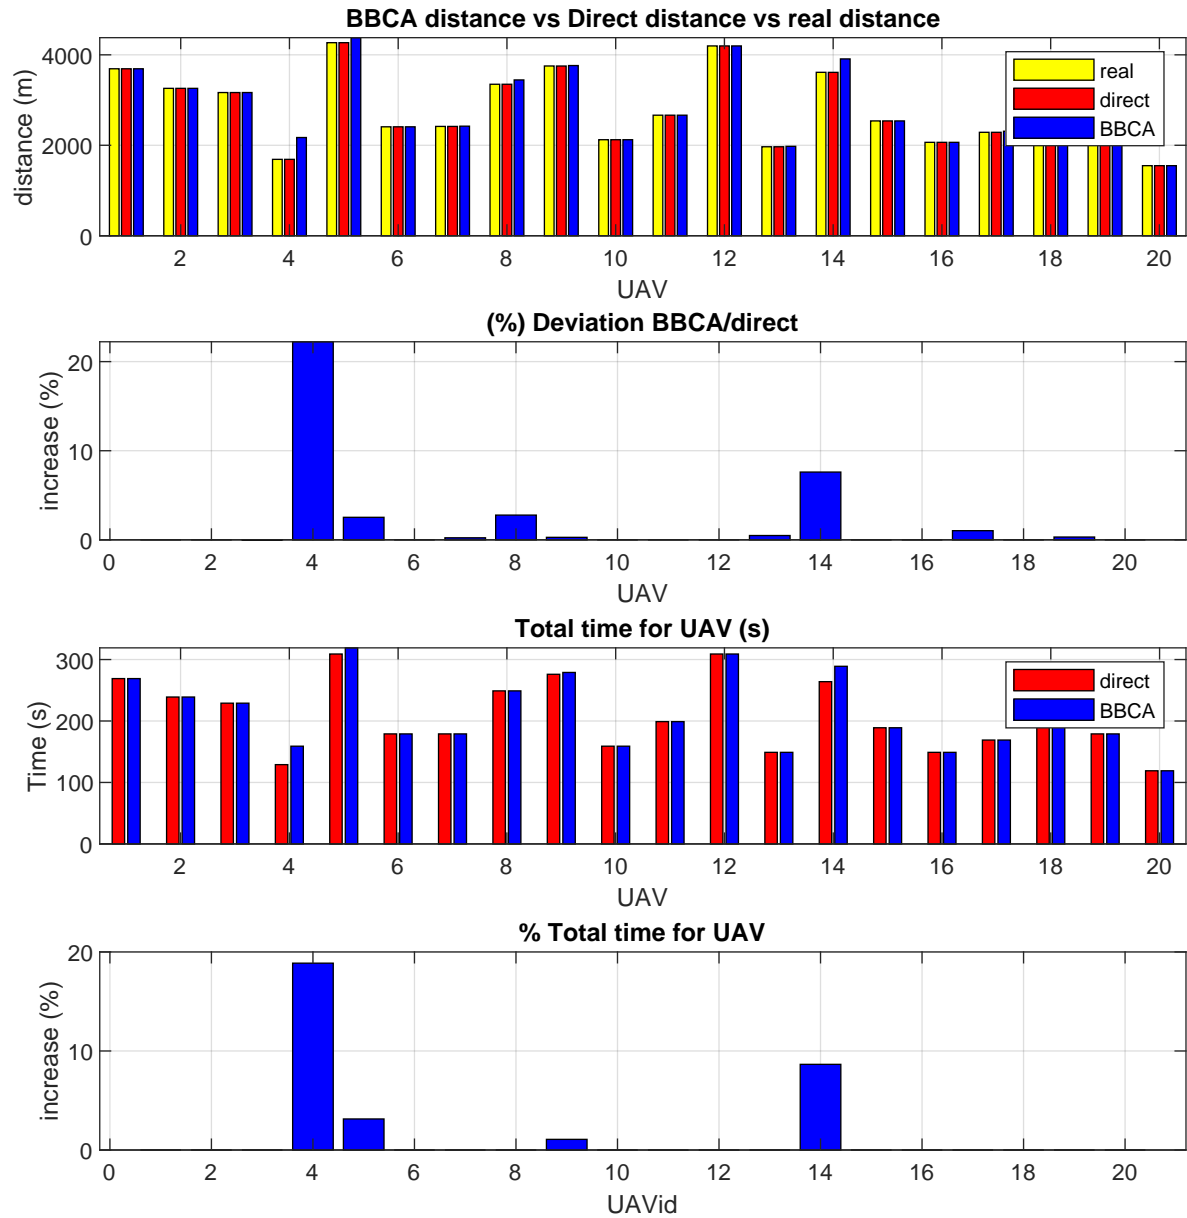 BBCA distance vs Direct distance vs real distance
distance (m)
4000
2000
0
real
direct
BBCA
2 4 6 8 10 12 14 16 18 20
UAV
(%) Deviation BBCA/direct
increase (%)
20
10
0
0 2 4 6 8 10 12 14 16 18 20
UAV
Total time for UAV (s)
Time (s)
300
200
100
0
direct
BBCA
2 4 6 8 10 12 14 16 18 20
UAV
% Total time for UAV
increase (%)
20
10
0
0 2 4 6 8 10 12 14 16 18 20
UAVid